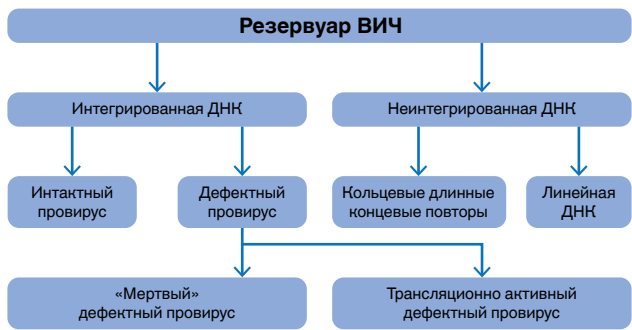 Резервуар ВИЧ
Интегрированная ДНК
Неинтегрированная ДНК
Интактный
провирус
Дефектный
провирус
Кольцевые длинные
концевые повторы
Линейная
ДНК
«Мертвый»
дефектный провирус
Трансляционно активный
дефектный провирус